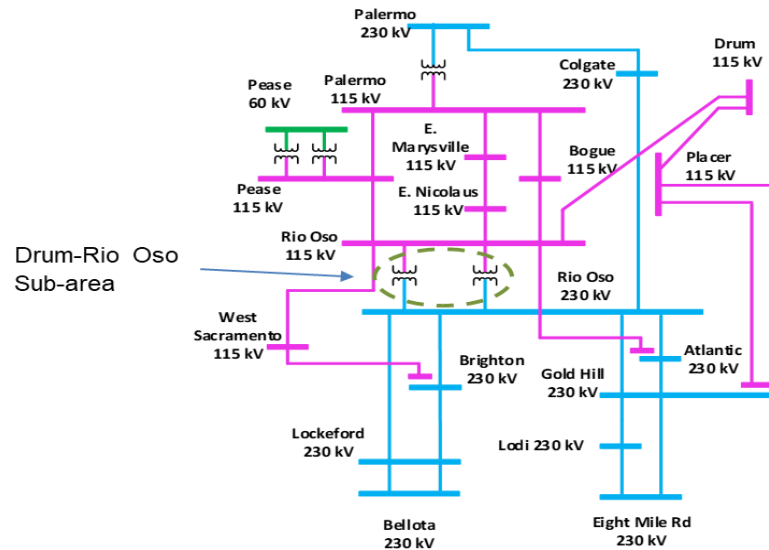 Palermo
230 kV
Drum
115 kV
Colgate
230 kV
Pease
60 kV
Palermo
115 kV
E.
Marysville
115 kV
Bogue
115 kV
Placer
115 kV
Pease
115 kV
E. Nicolaus
115 kV
Rio Oso
115 kV
Drum-Rio Oso
Sub-area
Rio Oso
230 kV
West
Sacramento
115 kV
Brighton
230 kV
Atlantic
230 kV
Gold Hill
230 kV
Lockeford
230 kV
Lodi 230 kV
Bellota
230 kV
Eight Mile Rd
230 kV